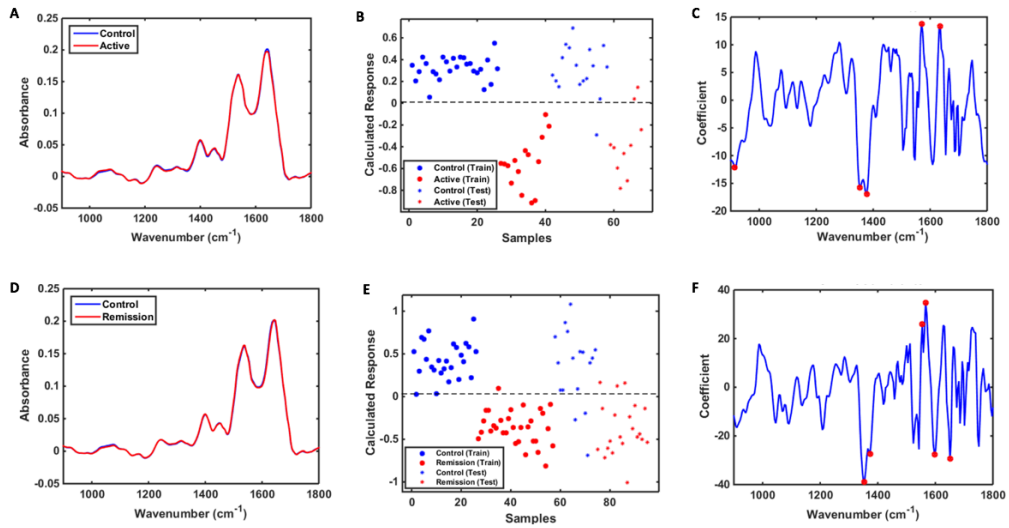 A
0.25
0.2
0.15
0.1
0.05
0
-0.05
Absorbance
Control
Active
1000
1200
1400
1600
1800
Wavenumber (cm-1)
B
0.6
0.4
0.2
0
-0.2
-0.4
-0.6
-0.8
Calculated Response
Control (Train)
Active (Train)
Control (Test)
Active (Test)
0
20
40
60
Samples
C
15
10
5
0
-5
-10
-15
-20
Coefficient
1000
1200
1400
1600
1800
Wavenumber (cm-1)
D
0.25
0.2
0.15
0.1
0.05
0
-0.05
Absorbance
Control
Remission
1000
1200
1400
1600
1800
Wavenumber (cm-1)
E
1
0.5
0
-0.5
-1
Calculated Response
Control (Train)
Remission (Train)
Control (Test)
Remission (Test)
0
20
40
60
80
Samples
F
40
20
0
-20
-40
Coefficient
1000
1200
1400
1600
1800
Wavenumber (cm-1)